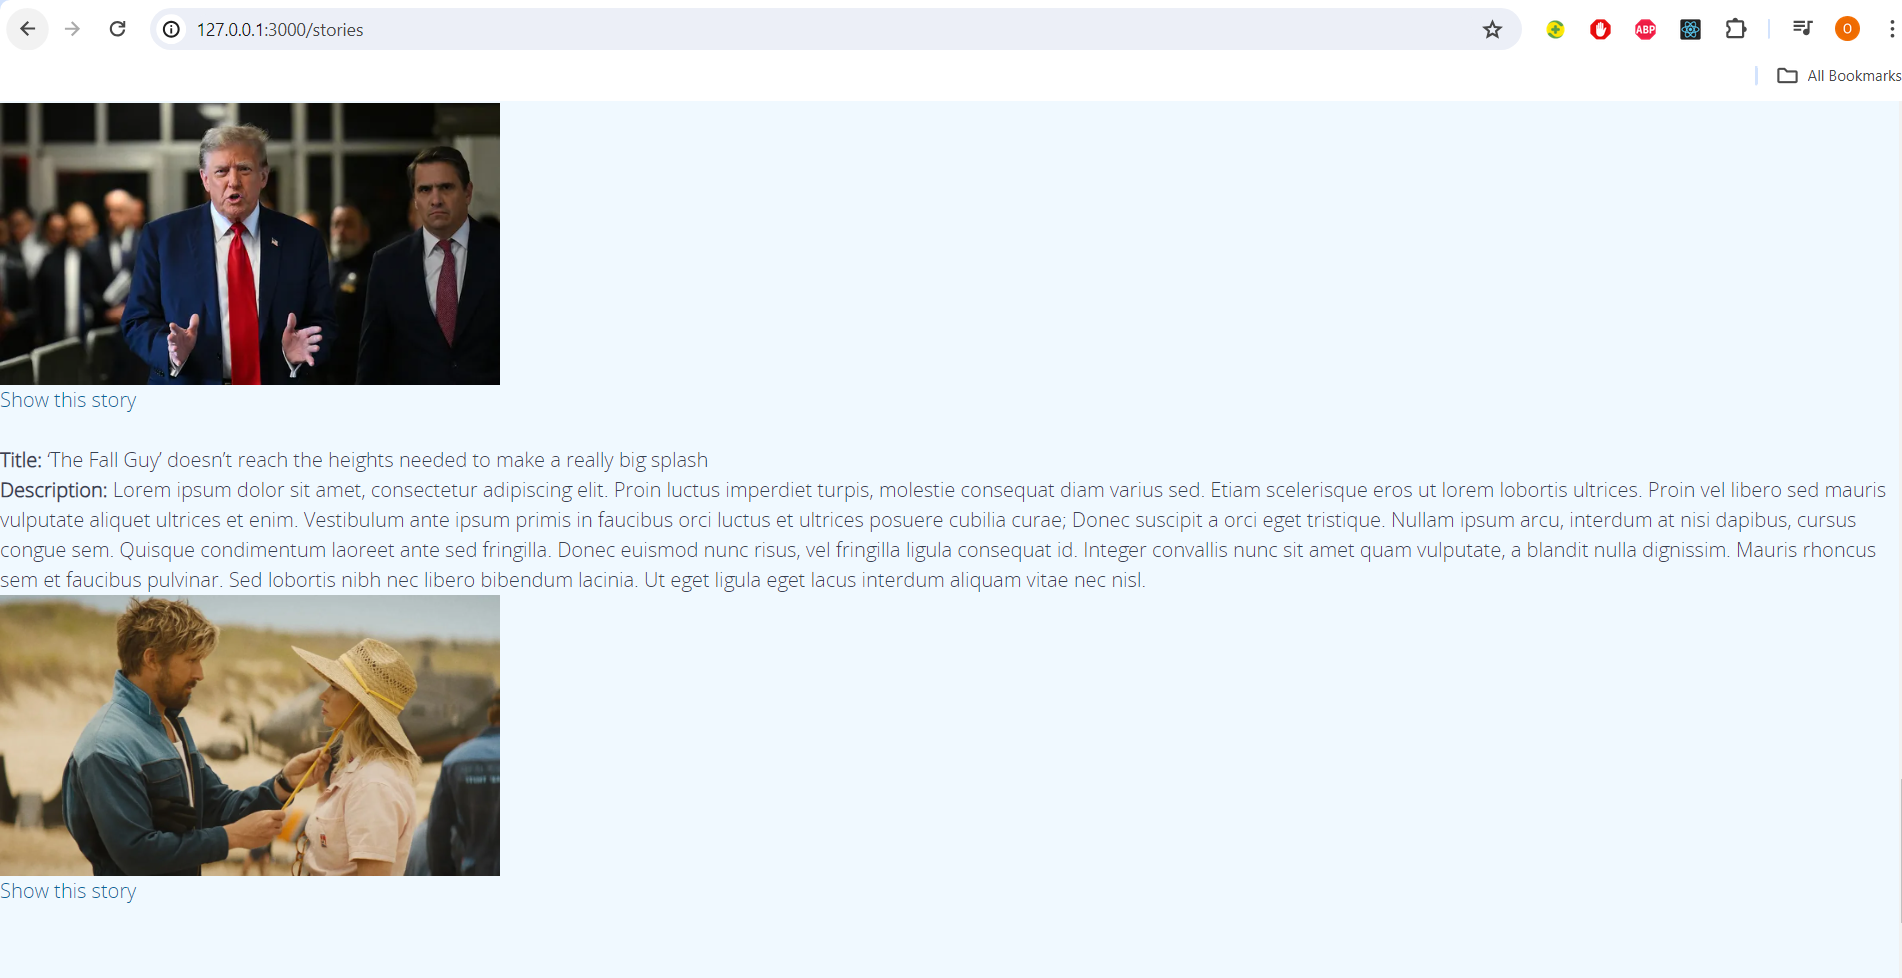 127.0.0.1:3000/stories
ABP
O
All Bookmarks
Show this story
Title: ‘The Fall Guy’ doesn’t reach the heights needed to make a really big splash
Description: Lorem ipsum dolor sit amet, consectetur adipiscing elit. Proin luctus imperdiet turpis, molestie consequat diam varius sed. Etiam scelerisque eros ut lorem lobortis ultrices. Proin vel libero sed mauris
vulputate aliquet ultrices et enim. Vestibulum ante ipsum primis in faucibus orci luctus et ultrices posuere cubilia curae; Donec suscipit a orci eget tristique. Nullam ipsum arcu, interdum at nisi dapibus, cursus
congue sem. Quisque condimentum laoreet ante sed fringilla. Donec euismod nunc risus, vel fringilla ligula consequat id. Integer convallis nunc sit amet quam vulputate, a blandit nulla dignissim. Mauris rhoncus
sem et faucibus pulvinar. Sed lobortis nibh nec libero bibendum lacinia. Ut eget ligula eget lacus interdum aliquam vitae nec nisl.
Show this story